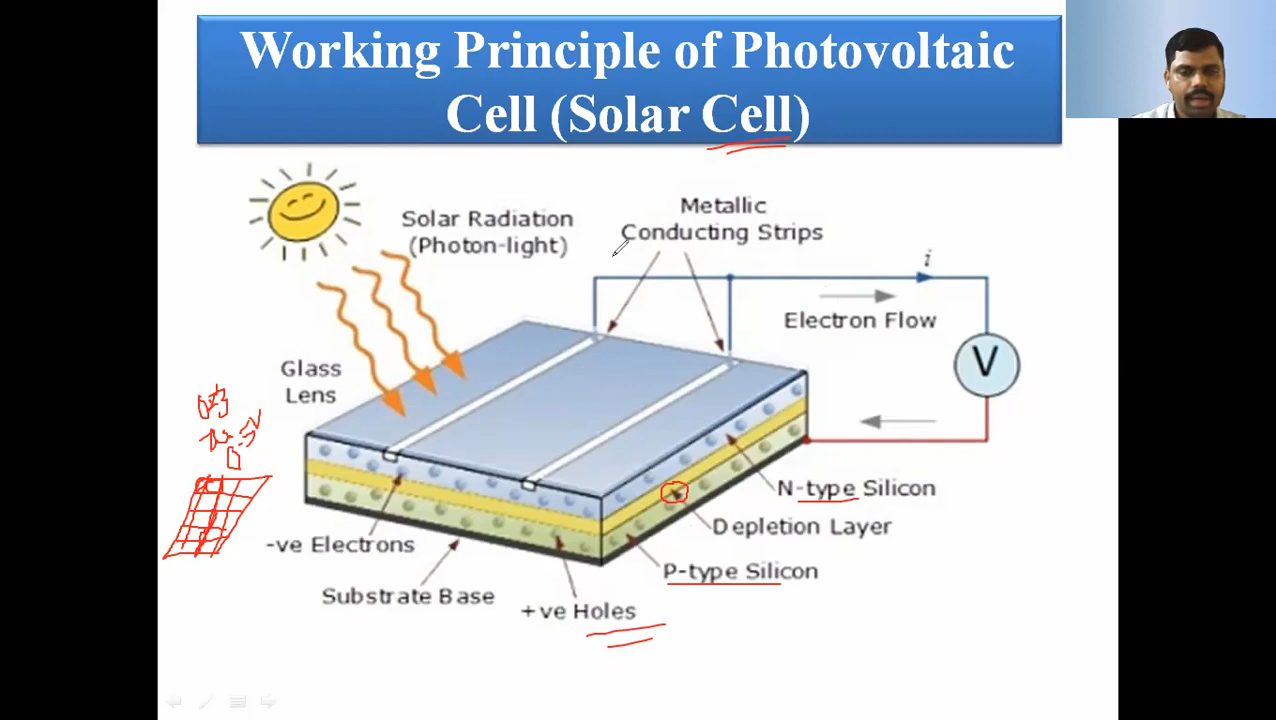 Working Principle of Photovoltaic
Cell (Solar Cell)
Solar Radiation
(Photon-light)
Metallic
Conducting Strips
i
Electron Flow
V
Glass
Lens
N-type Silicon
Depletion Layer
-ve Electrons
P-type Silicon
Substrate Base
+ve Holes